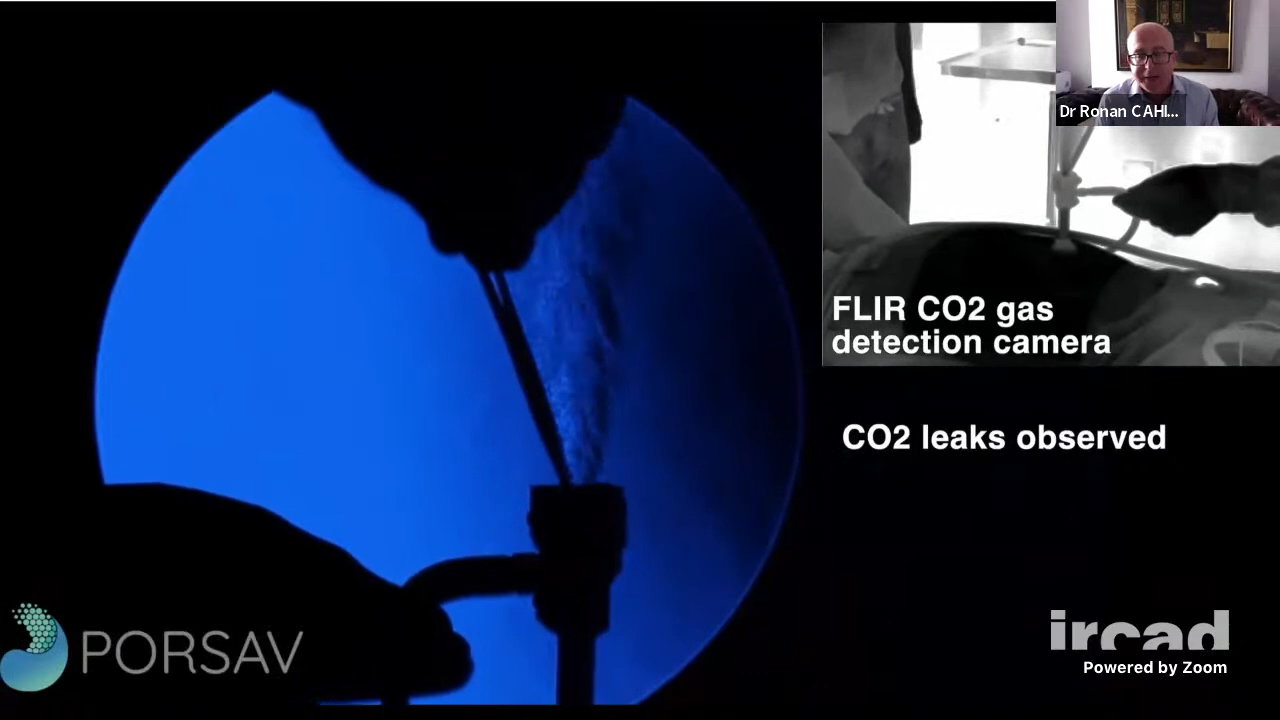 Dr Ronan CAHI...
FLIR CO2 gas
detection camera
CO2 leaks observed
PORSAV
ircad
Powered by Zoom